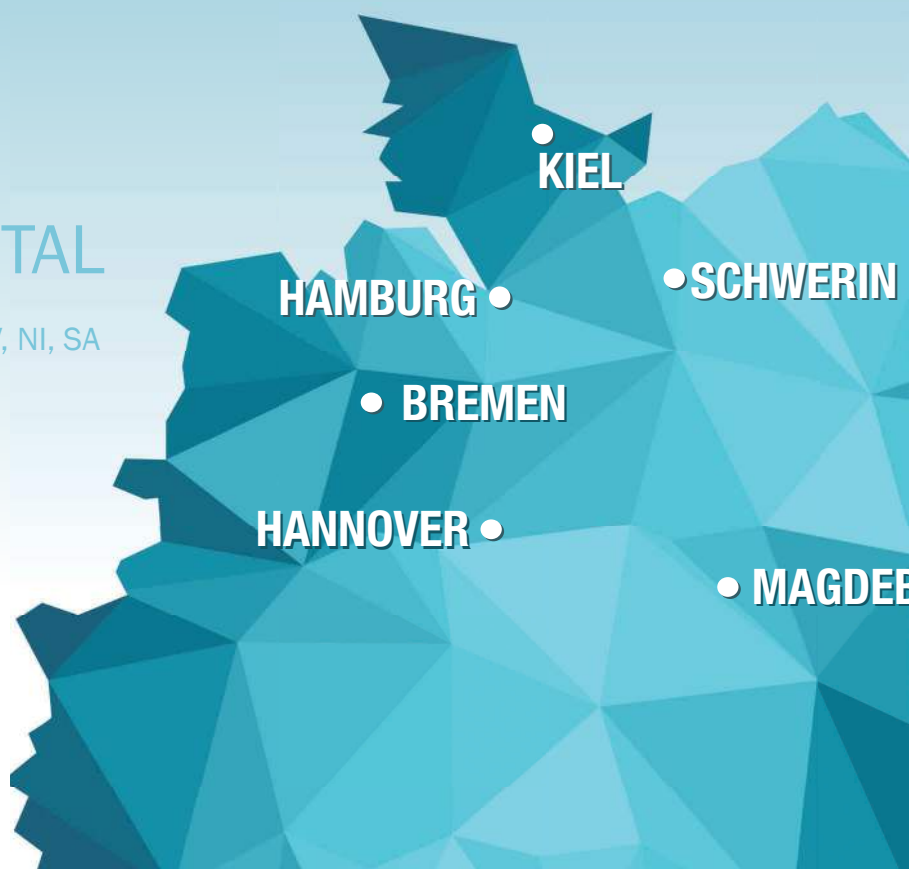 KIEL
TAL
SCHWERIN
HAMBURG
, NI, SA
BREMEN
HANNOVER
MAGDEB